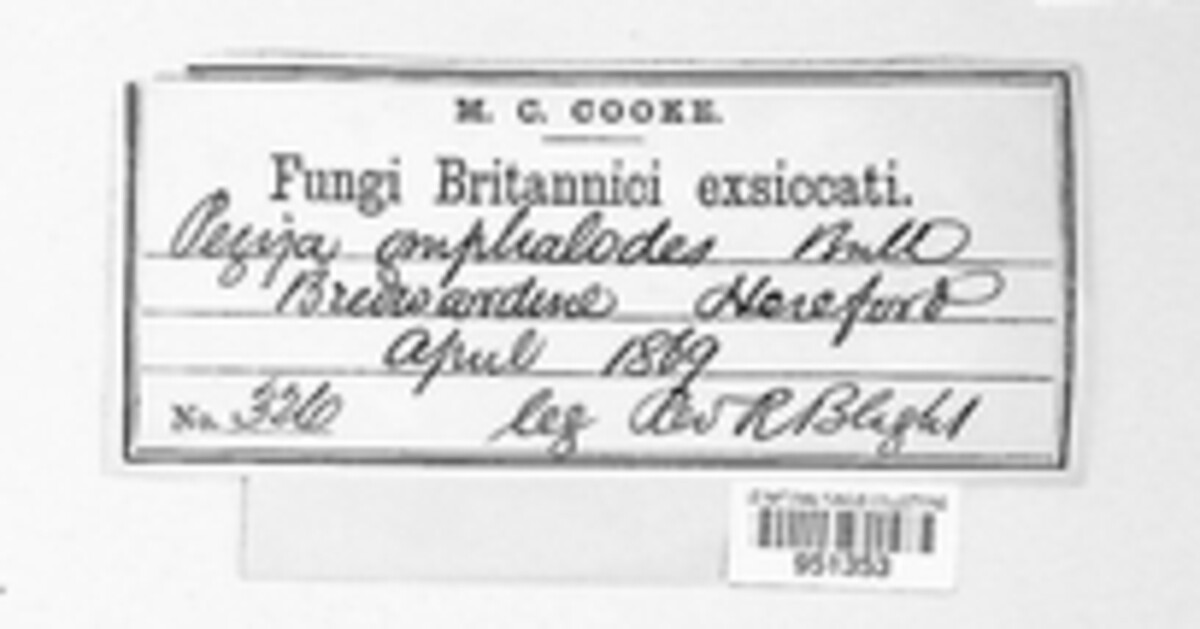 M. C. COOKE.
Fungi Britannici exsiccati.
Peziza omphalodes Bull
Bredwardine Hereford
April 1869
No. 326 leg Rev R Blight
951353